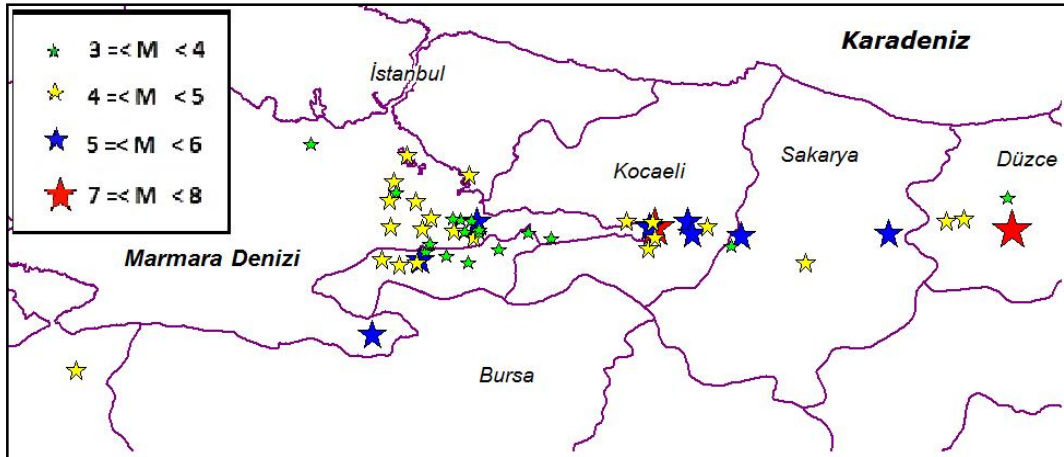 3 =< M < 4
4 =< M < 5
5 =< M < 6
7 =< M < 8
Karadeniz
İstanbul
Kocaeli
Sakarya
Düzce
Marmara Denizi
Bursa